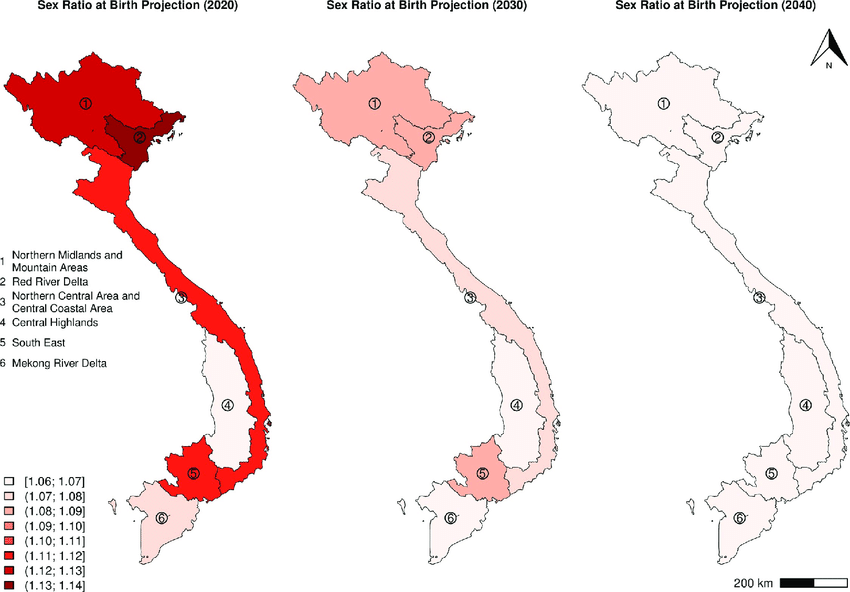 Sex Ratio at Birth Projection (2020)
Sex Ratio at Birth Projection (2030)
Sex Ratio at Birth Projection (2040)
N
1
2
3
4
5
6
1
2
3
4
5
6
1
2
3
4
5
6
1 Northern Midlands and
Mountain Areas
2 Red River Delta
3 Northern Central Area and
Central Coastal Area
4 Central Highlands
5 South East
6 Mekong River Delta
[1.06; 1.07]
(1.07; 1.08]
(1.08; 1.09]
(1.09; 1.10]
(1.10; 1.11]
(1.11; 1.12]
(1.12; 1.13]
(1.13; 1.14]
200 km